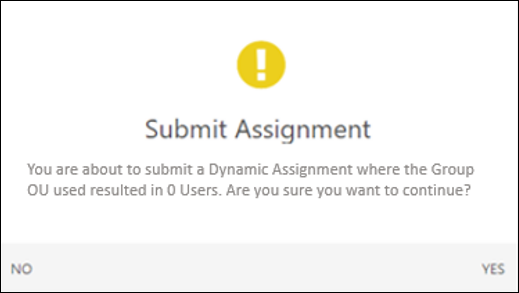 Submit Assignment
You are about to submit a Dynamic Assignment where the Group
OU used resulted in 0 Users. Are you sure you want to continue?
NO YES